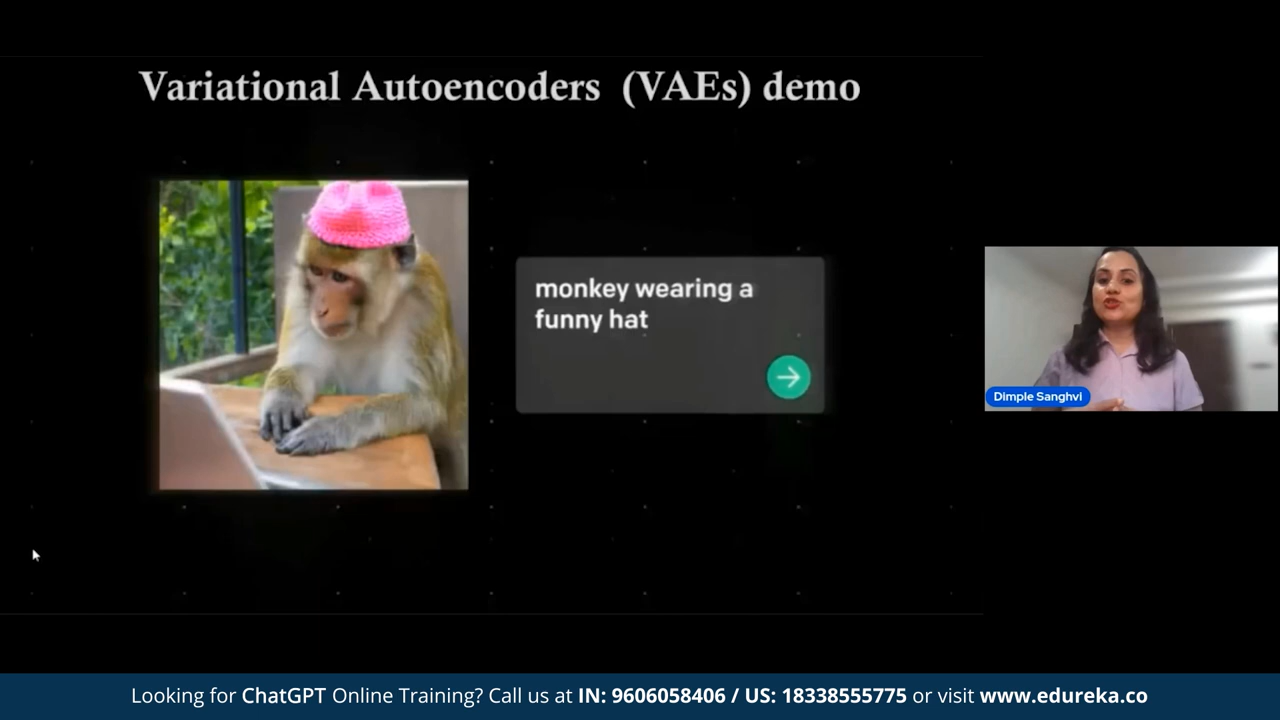 Variational Autoencoders (VAEs) demo
monkey wearing a
funny hat
Dimple Sanghvi
Looking for ChatGPT Online Training? Call us at IN: 9606058406 / US: 18338555775 or visit www.edureka.co